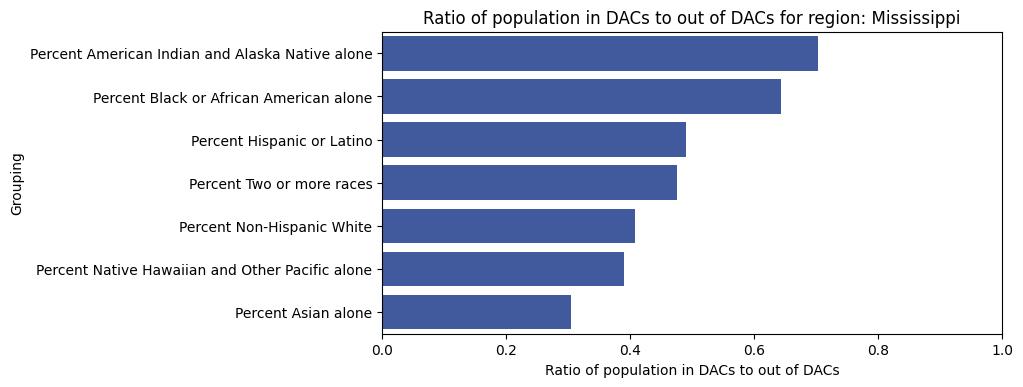 Ratio of population in DACs to out of DACs for region: Mississippi
Grouping
Percent American Indian and Alaska Native alone
Percent Black or African American alone
Percent Hispanic or Latino
Percent Two or more races
Percent Non-Hispanic White
Percent Native Hawaiian and Other Pacific alone
Percent Asian alone
0.0 0.2 0.4 0.6 0.8 1.0
Ratio of population in DACs to out of DACs